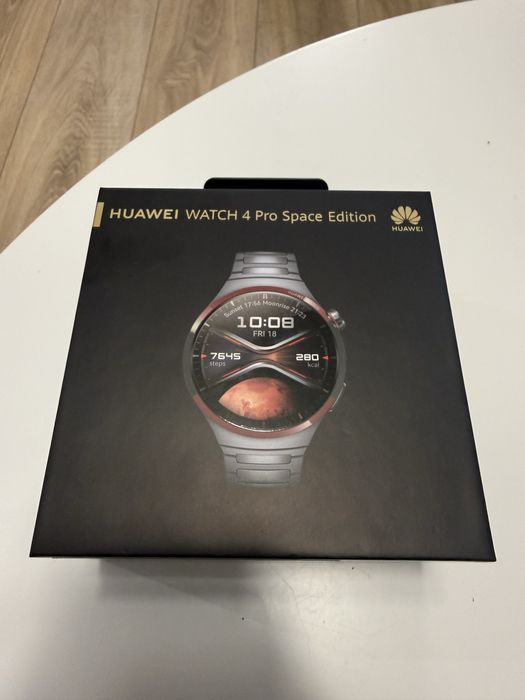 HUAWEI WATCH 4 Pro Space Edition
HUAWEI
Sunset 17:56 Moonrise 21:23
10:08
FRI 18
7645
steps
280
kcal